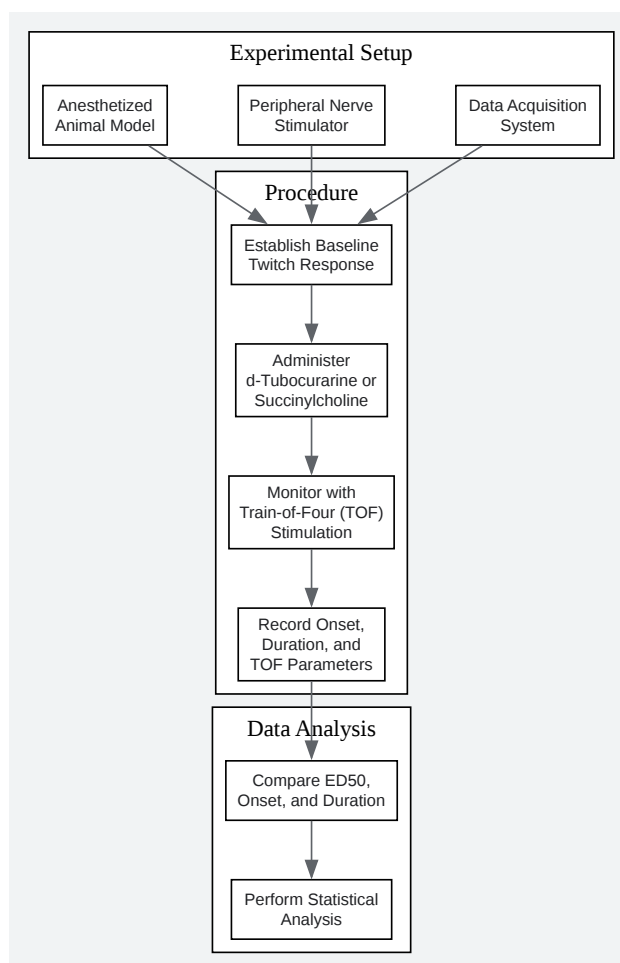 Experimental Setup
Anesthetized
Animal Model
Peripheral Nerve
Stimulator
Data Acquisition
System
Procedure
Establish Baseline
Twitch Response
Administer
d-Tubocurarine or
Succinylcholine
Monitor with
Train-of-Four (TOF)
Stimulation
Record Onset,
Duration, and
TOF Parameters
Data Analysis
Compare ED50,
Onset, and Duration
Perform Statistical
Analysis